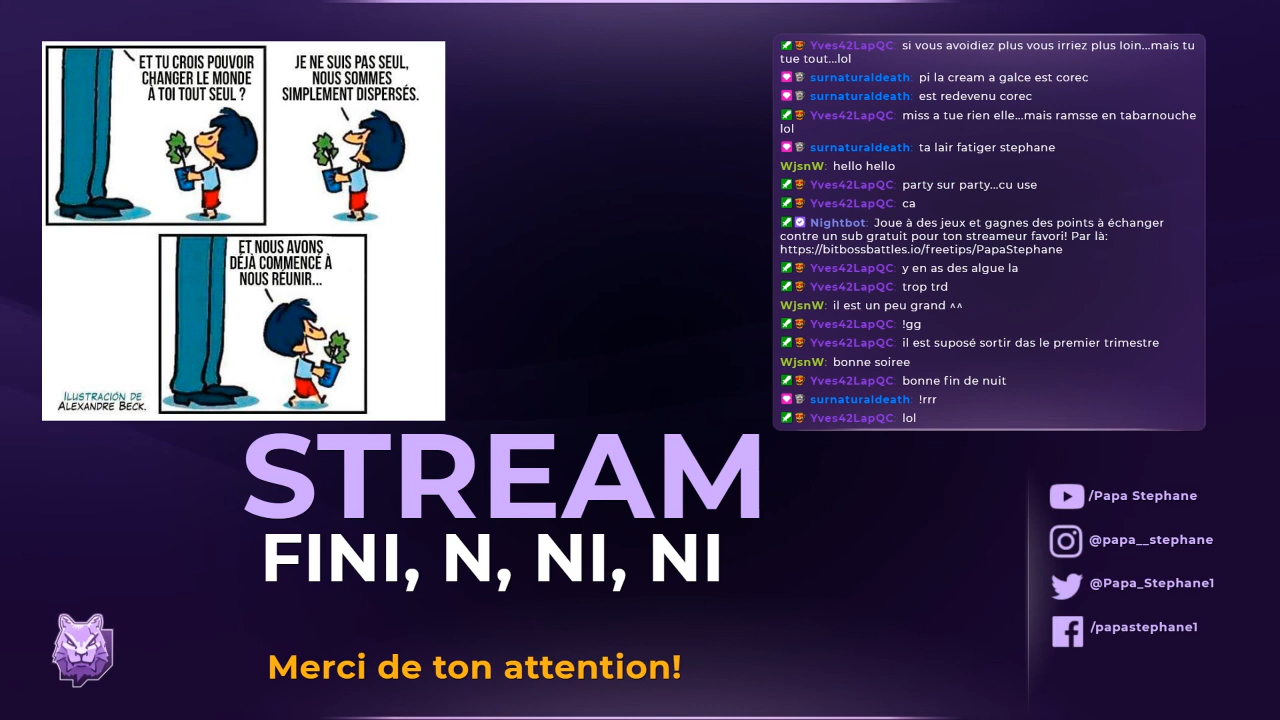 ET TU CROIS POUVOIR
CHANGER LE MONDE
À TOI TOUT SEUL ?
JE NE SUIS PAS SEUL,
NOUS SOMMES
SIMPLEMENT DISPERSÉS.
ET NOUS AVONS
DÉJÀ COMMENCÉ À
NOUS RÉUNIR...
ILUSTRACIÓN DE
ALEXANDRE BECK.
Yves42LapQC: si vous avoidiez plus vous irriez plus loin...mais tu
tue tout...lol
surnaturaldeath: pi la cream a galce est corec
surnaturaldeath: est redevenu corec
Yves42LapQC: miss a tue rien elle...mais ramsse en tabarnouche
lol
surnaturaldeath: ta lair fatiger stephane
WjsnW: hello hello
Yves42LapQC: party sur party...cu use
Yves42LapQC: ca
Nightbot: Joue à des jeux et gagnes des points à échanger
contre un sub gratuit pour ton streameur favori! Par là:
https://bitbossbattles.io/freetips/PapaStephane
Yves42LapQC: y en as des algue la
Yves42LapQC: trop trd
WjsnW: il est un peu grand ^^
Yves42LapQC: !gg
Yves42LapQC: il est suposé sortir das le premier trimestre
WjsnW: bonne soiree
Yves42LapQC: bonne fin de nuit
surnaturaldeath: !rrr
Yves42LapQC: lol
STREAM
FINI, N, NI, NI
Merci de ton attention!
/Papa Stephane
@papa__stephane
@Papa_Stephane1
/papastephane1